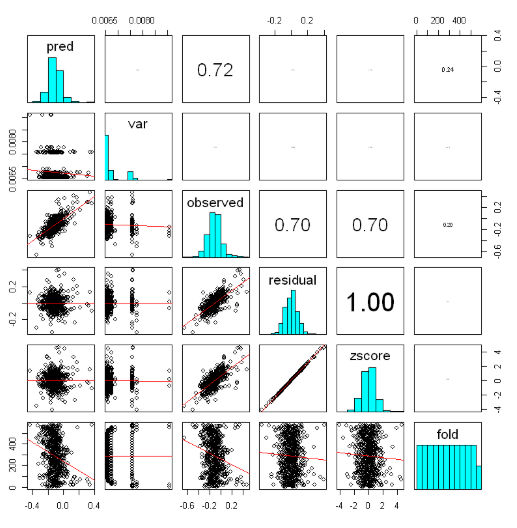 0.0065 0.0080
-0.2 0.2
0 200 400
pred
0.72
0.24
-0.4 0.0 0.4
0.0065 0.0080
var
observed
0.70
0.70
0.20
-0.6 -0.2 0.2
-0.2 0.2
residual
1.00
-4 -2 0 2 4
zscore
0 200 400
fold
-0.4 0.0 0.4
-0.6 -0.2 0.2
-4 -2 0 2 4